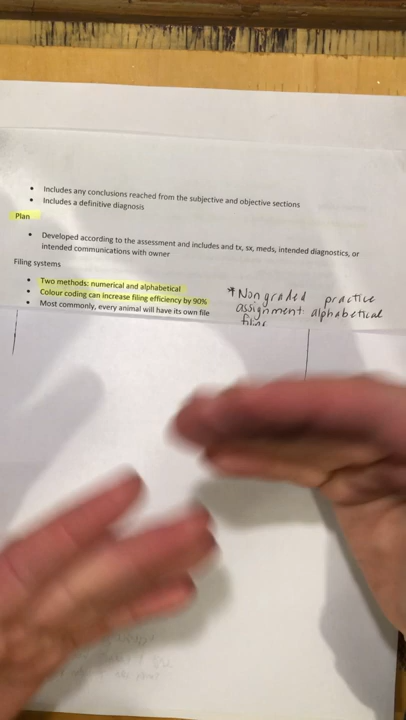 Includes any conclusions reached from the subjective and objective sections
Includes a definitive diagnosis
Plan
Developed according to the assessment and includes and tx, sx, meds, intended diagnostics, or
intended communications with owner
Filing systems
Two methods: numerical and alphabetical
Colour coding can increase filing efficiency by 90%
Most commonly, every animal will have its own file
*Non graded practice
assignment: alphabetical
filing